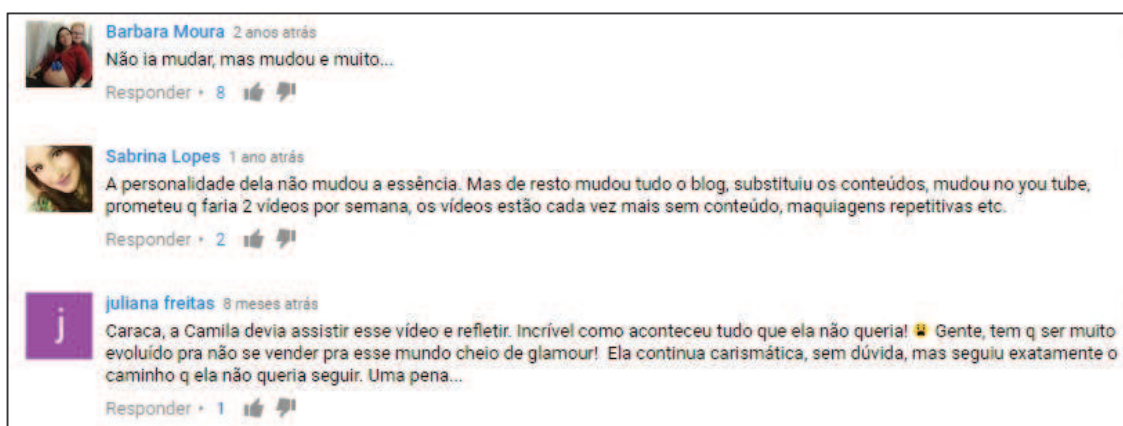 Barbara Moura 2 anos atrás
Não ia mudar, mas mudou e muito...
Responder • 8
Sabrina Lopes 1 ano atrás
A personalidade dela não mudou a essência. Mas de resto mudou tudo o blog, substituiu os conteúdos, mudou no you tube,
prometeu q faria 2 vídeos por semana, os vídeos estão cada vez mais sem conteúdo, maquiagens repetitivas etc.
Responder • 2
j
juliana freitas 8 meses atrás
Caraca, a Camila devia assistir esse vídeo e refletir. Incrível como aconteceu tudo que ela não queria! 😫 Gente, tem q ser muito
evoluído pra não se vender pra esse mundo cheio de glamour! Ela continua carismática, sem dúvida, mas seguiu exatamente o
caminho q ela não queria seguir. Uma pena...
Responder • 1